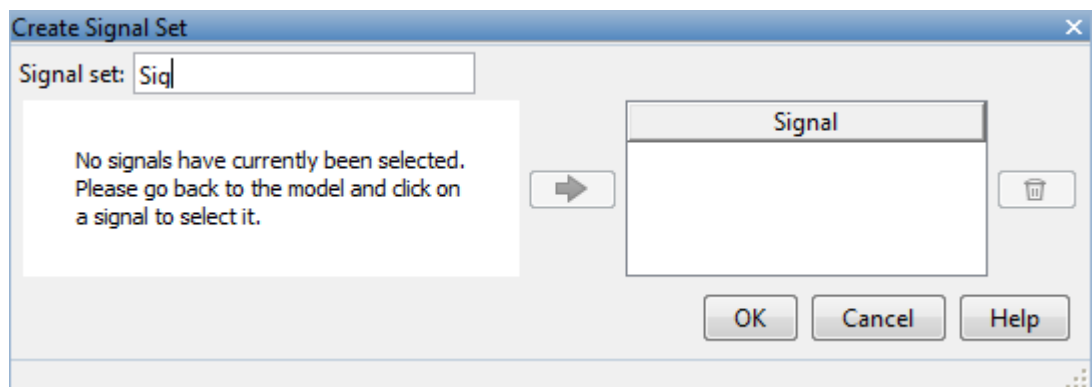 Create Signal Set
Signal set: Sig
No signals have currently been selected.
Please go back to the model and click on
a signal to select it.
Signal
OK Cancel Help